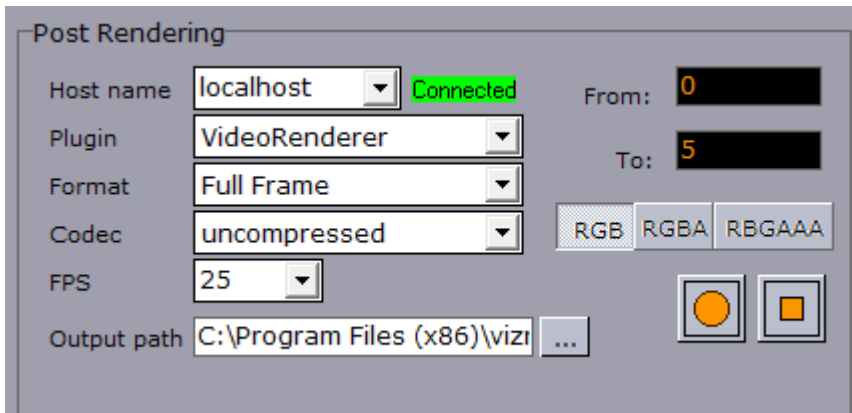 Post Rendering
Host name localhost Connected From: 0
Plugin VideoRenderer To: 5
Format Full Frame
Codec uncompressed RGB RGBA RBGAAA
FPS 25
Output path C:\Program Files (x86)\vizr ...